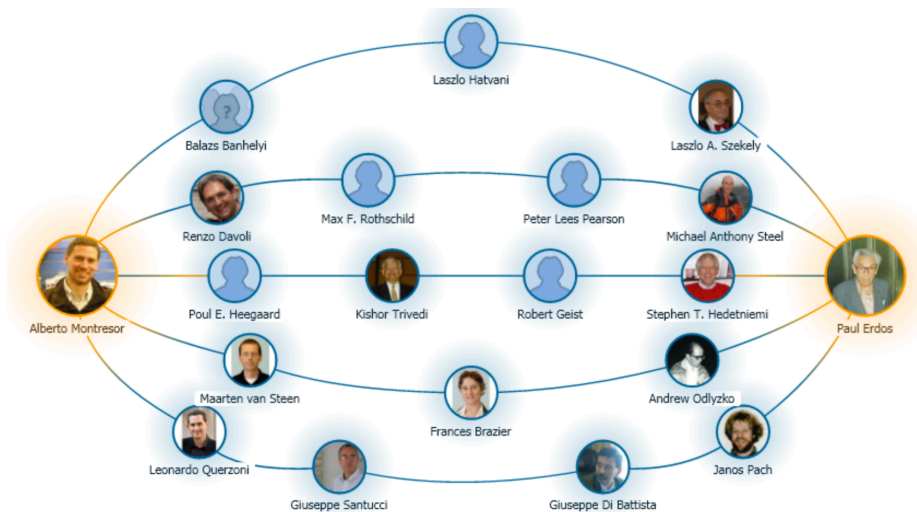 Laszlo Hatvani
Balazs Banhelyi
Laszlo A. Szekely
Renzo Davoli
Max F. Rothschild
Peter Lees Pearson
Michael Anthony Steel
Alberto Montresor
Poul E. Heegaard
Kishor Trivedi
Robert Geist
Stephen T. Hedetniemi
Paul Erdos
Maarten van Steen
Frances Brazier
Andrew Odlyzko
Leonardo Querzoni
Giuseppe Santucci
Giuseppe Di Battista
Janos Pach